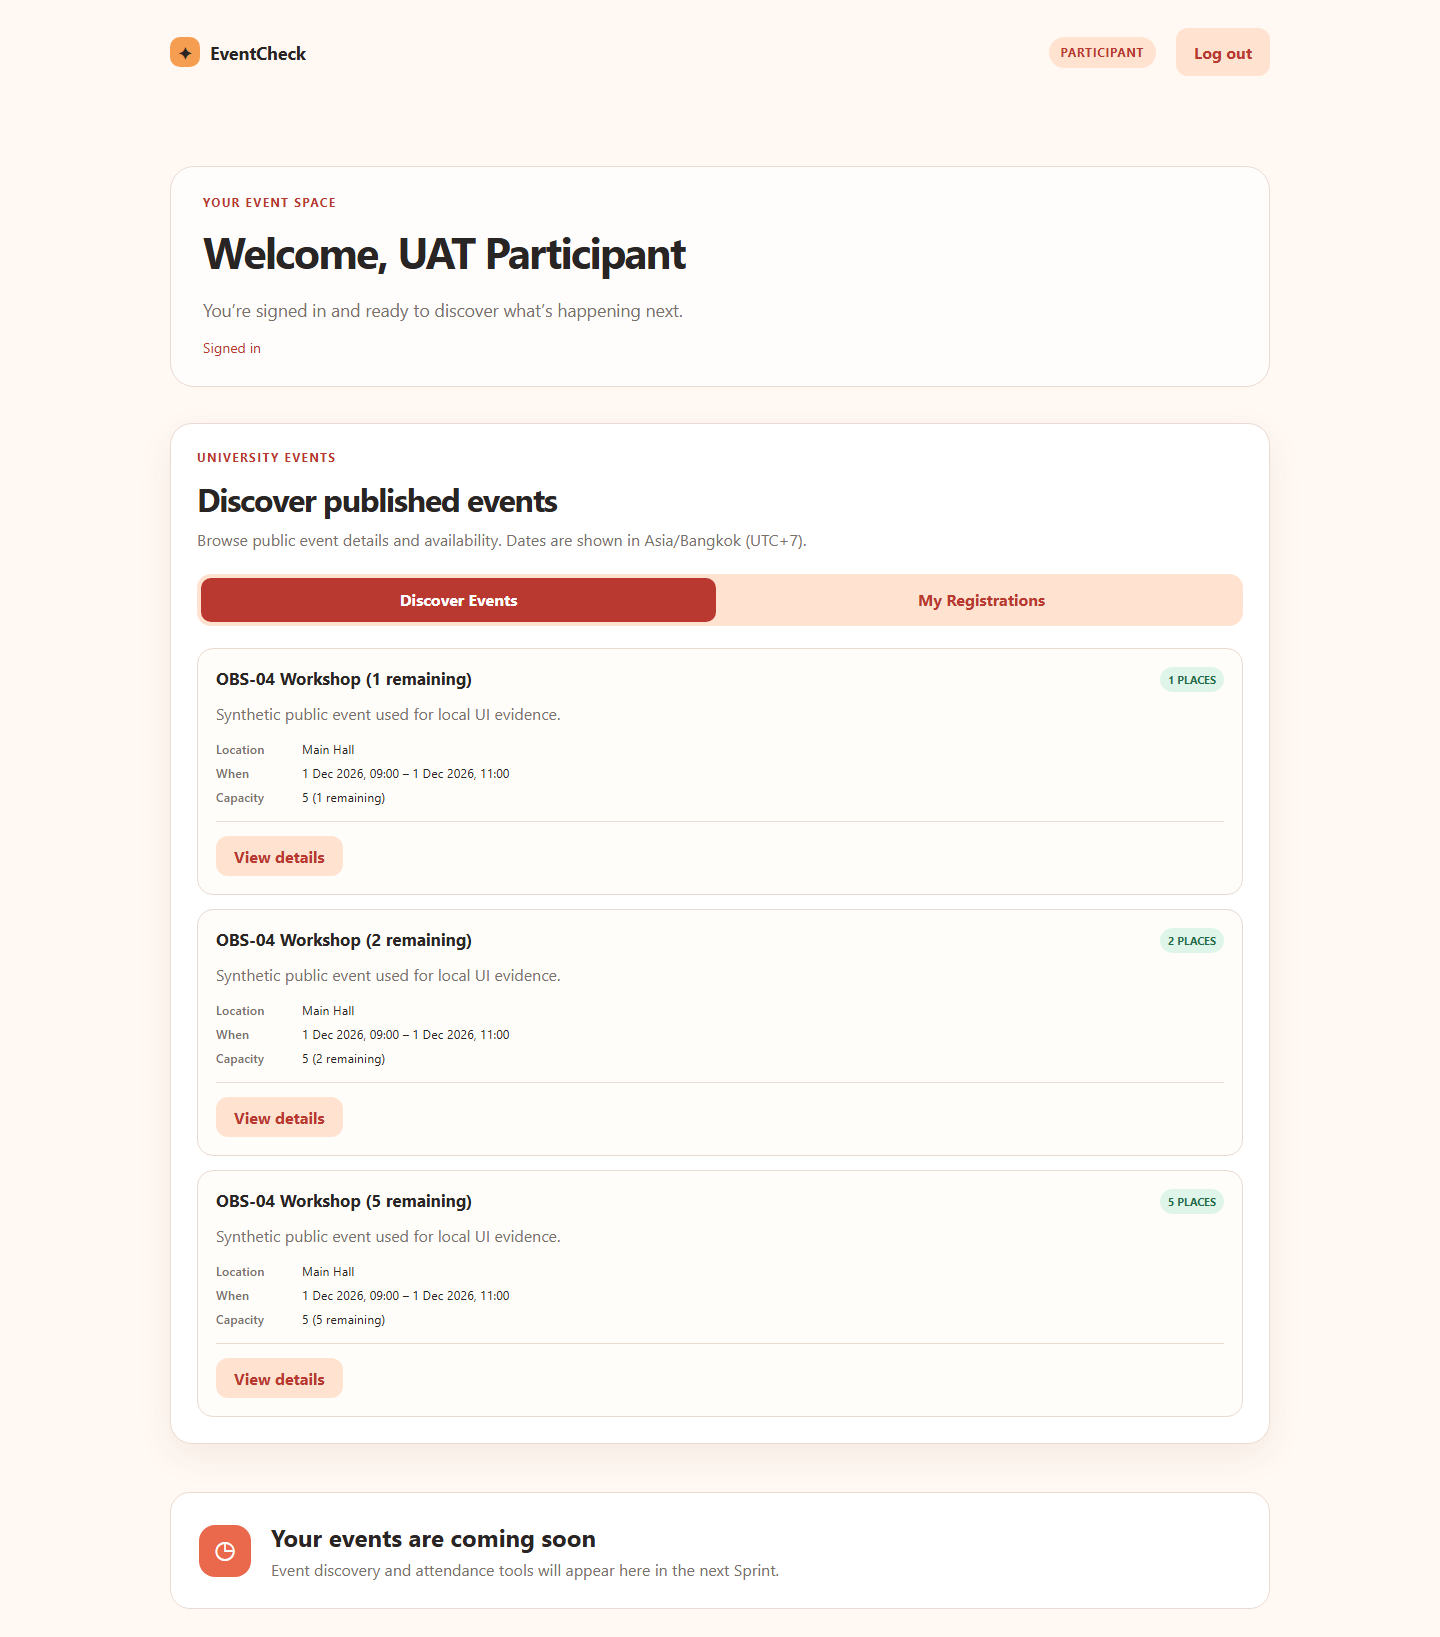 EventCheck
PARTICIPANT
Log out
YOUR EVENT SPACE
Welcome, UAT Participant
You’re signed in and ready to discover what’s happening next.
Signed in
UNIVERSITY EVENTS
Discover published events
Browse public event details and availability. Dates are shown in Asia/Bangkok (UTC+7).
Discover Events
My Registrations
OBS-04 Workshop (1 remaining)
1 PLACES
Synthetic public event used for local UI evidence.
Location Main Hall
When 1 Dec 2026, 09:00 – 1 Dec 2026, 11:00
Capacity 5 (1 remaining)
View details
OBS-04 Workshop (2 remaining)
2 PLACES
Synthetic public event used for local UI evidence.
Location Main Hall
When 1 Dec 2026, 09:00 – 1 Dec 2026, 11:00
Capacity 5 (2 remaining)
View details
OBS-04 Workshop (5 remaining)
5 PLACES
Synthetic public event used for local UI evidence.
Location Main Hall
When 1 Dec 2026, 09:00 – 1 Dec 2026, 11:00
Capacity 5 (5 remaining)
View details
Your events are coming soon
Event discovery and attendance tools will appear here in the next Sprint.